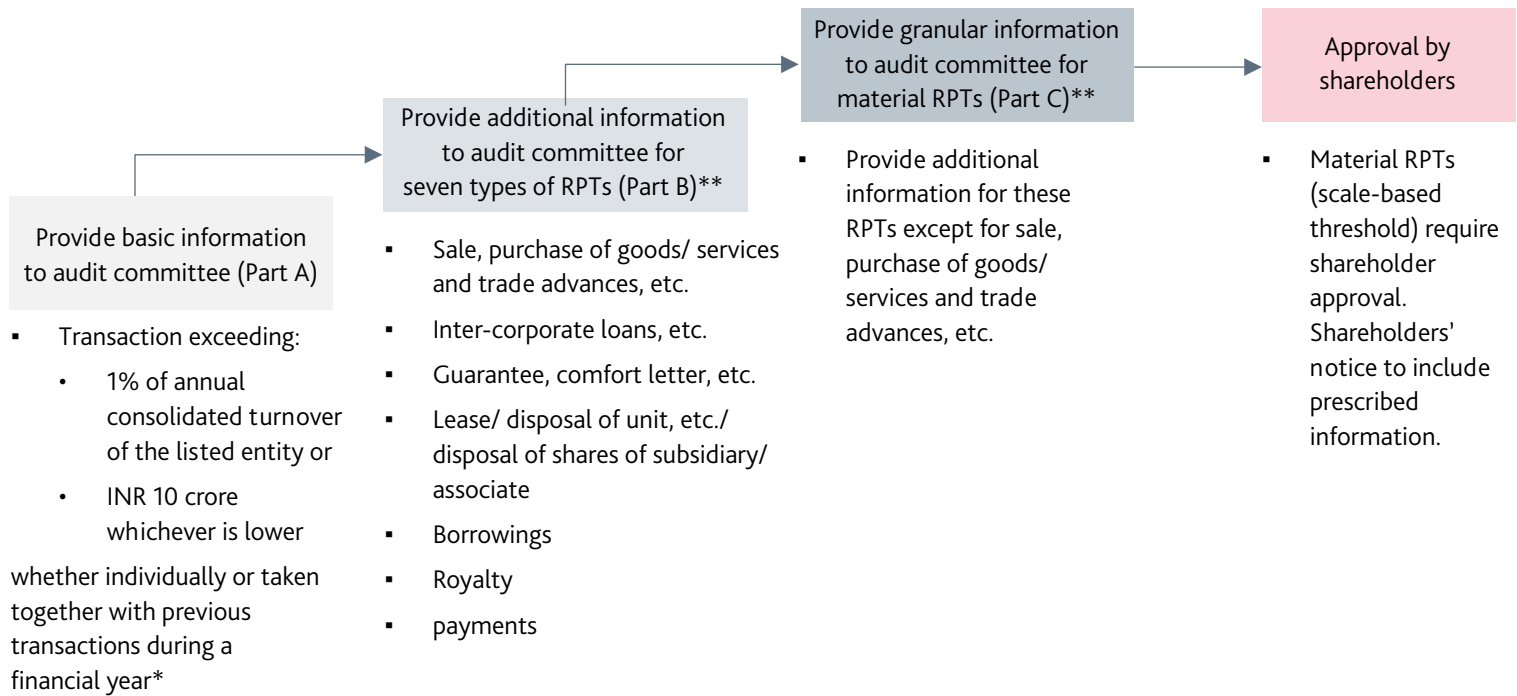 Provide basic information
to audit committee (Part A)
▪ Transaction exceeding:
• 1% of annual
consolidated turnover
of the listed entity or
• INR 10 crore
whichever is lower
whether individually or taken
together with previous
transactions during a
financial year*
Provide additional information
to audit committee for
seven types of RPTs (Part B)**
▪ Sale, purchase of goods/ services
and trade advances, etc.
▪ Inter-corporate loans, etc.
▪ Guarantee, comfort letter, etc.
▪ Lease/ disposal of unit, etc./
disposal of shares of subsidiary/
associate
▪ Borrowings
▪ Royalty
▪ payments
Provide granular information
to audit committee for
material RPTs (Part C)**
▪ Provide additional
information for these
RPTs except for sale,
purchase of goods/
services and trade
advances, etc.
Approval by
shareholders
▪ Material RPTs
(scale-based
threshold) require
shareholder
approval.
Shareholders’
notice to include
prescribed
information.